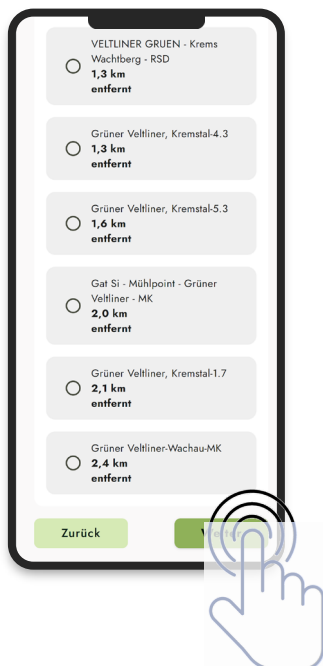 VELTLINER GRUEN - Krems
Wachtberg - RSD
1,3 km
entfernt
Grüner Veltliner, Kremstal-4.3
1,3 km
entfernt
Grüner Veltliner, Kremstal-5.3
1,6 km
entfernt
Gat Si - Mühlpoint - Grüner
Veltliner - MK
2,0 km
entfernt
Grüner Veltliner, Kremstal-1.7
2,1 km
entfernt
Grüner Veltliner-Wachau-MK
2,4 km
entfernt
Zurück
Weiter